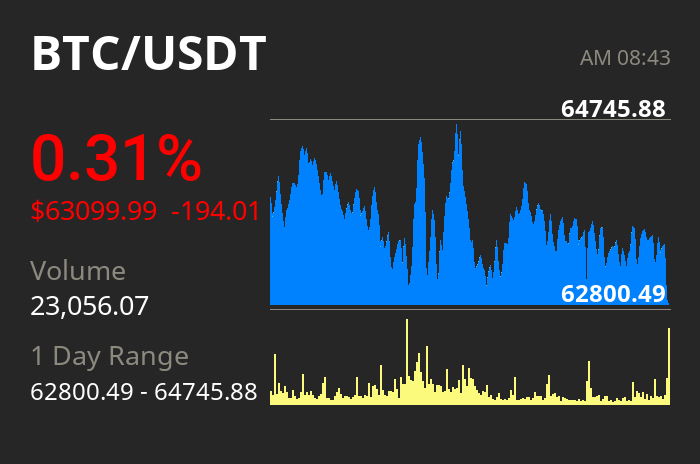 BTC/USDT
AM 08:43
64745.88
0.31%
$63099.99 -194.01
Volume
23,056.07
62800.49
1 Day Range
62800.49 - 64745.88